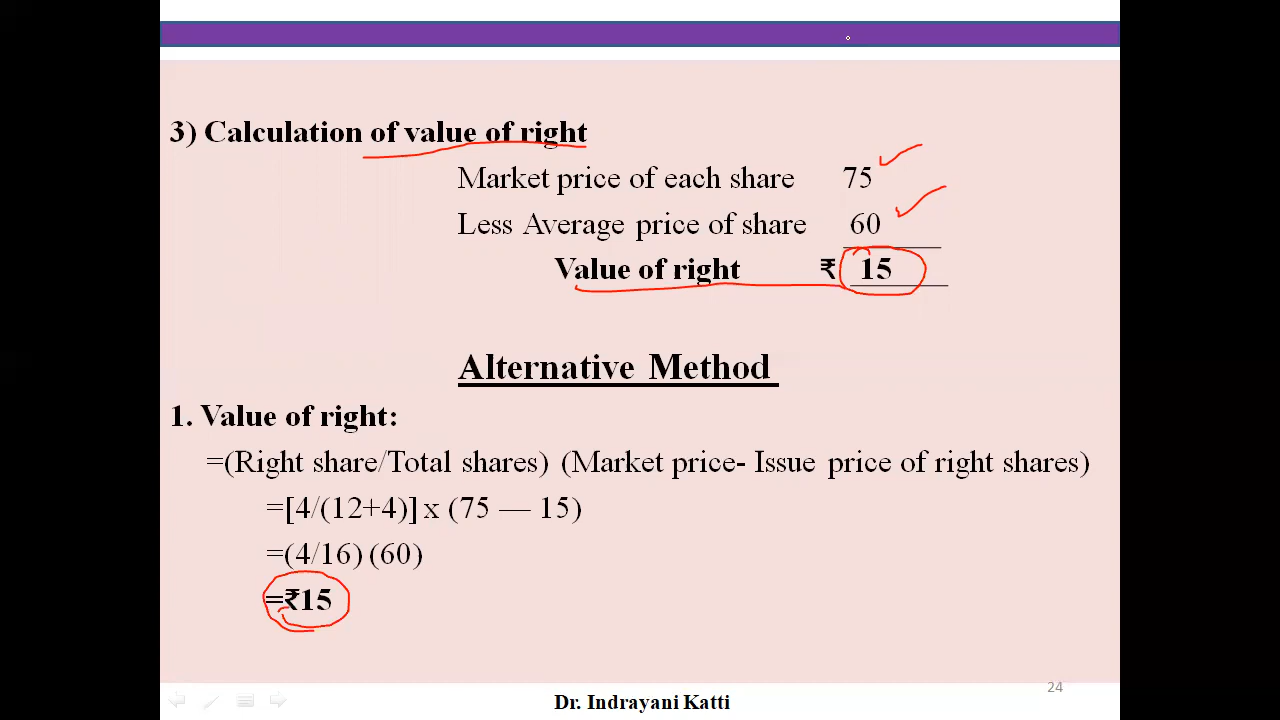 3) Calculation of value of right
Market price of each share 75
Less Average price of share 60
Value of right ₹ 15
Alternative Method
1. Value of right:
=(Right share/Total shares) (Market price- Issue price of right shares)
=[4/(12+4)] x (75 — 15)
=(4/16) (60)
=₹15
24
Dr. Indrayani Katti